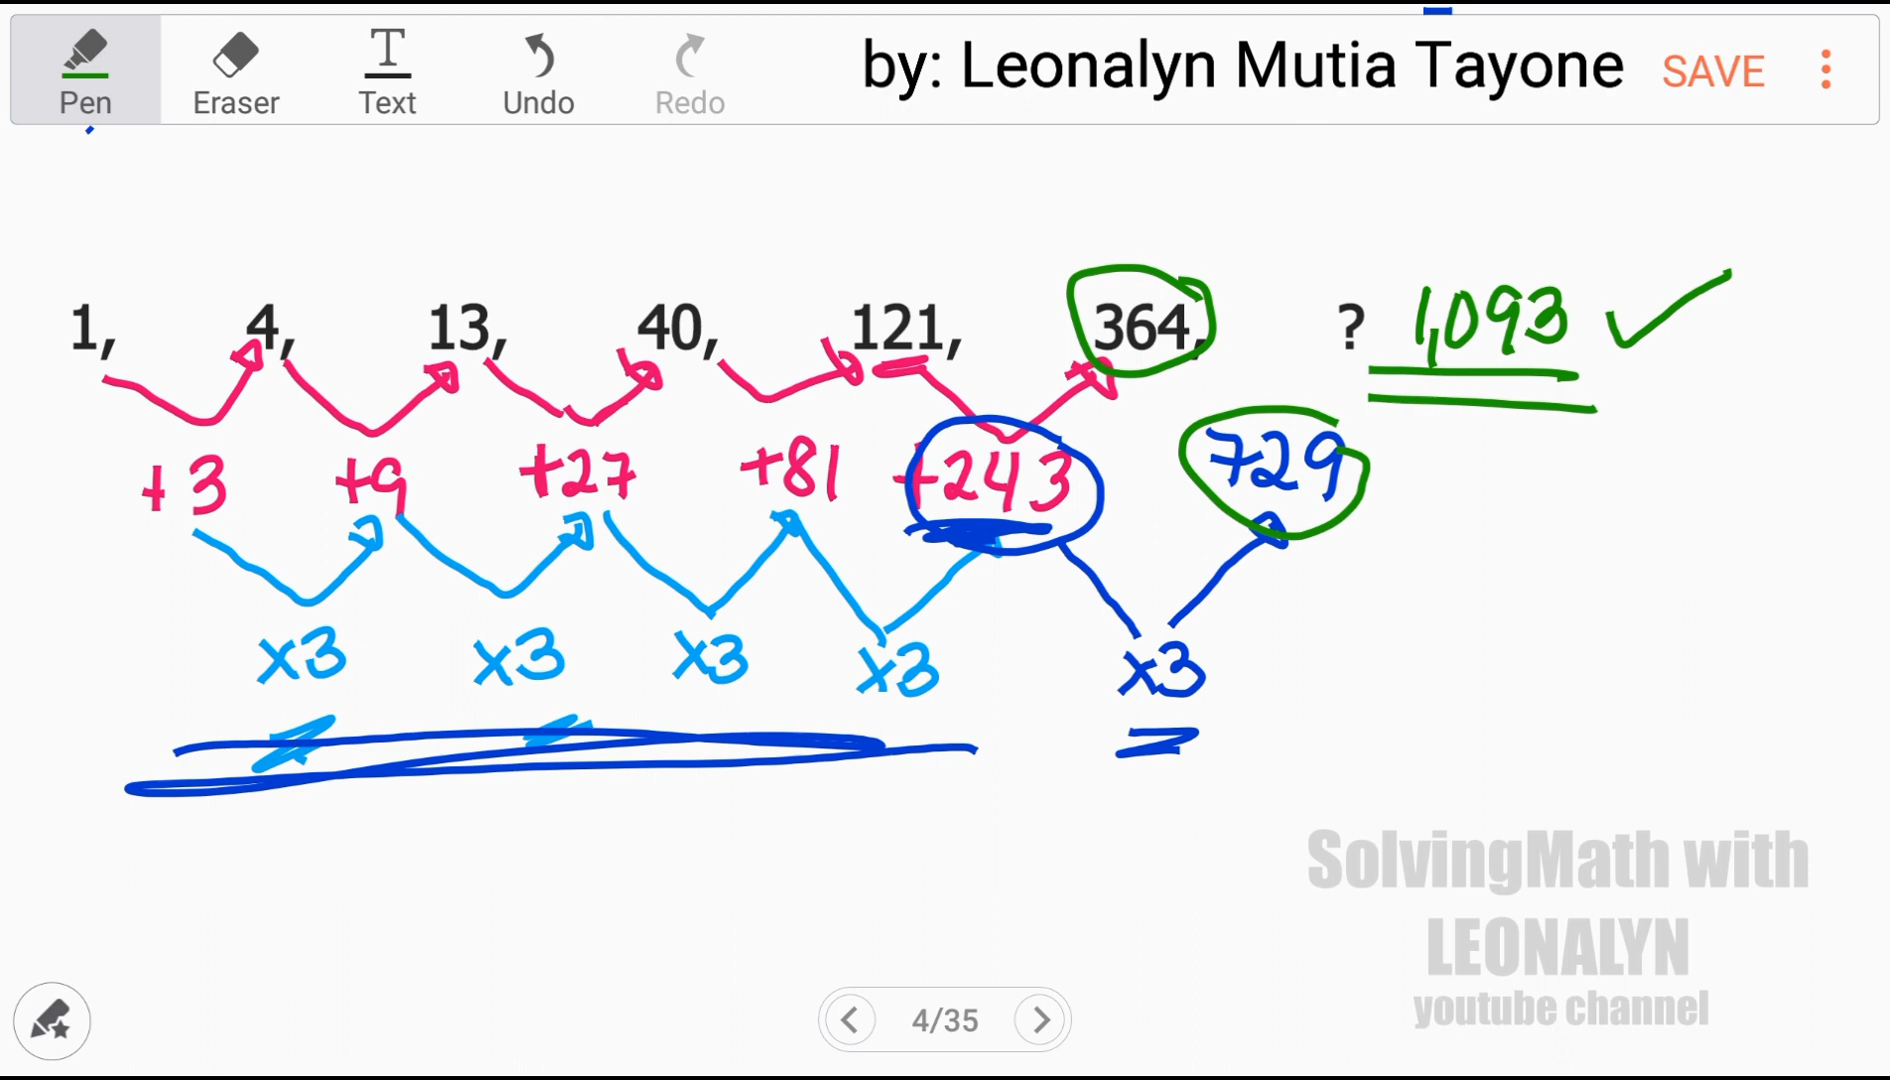 Pen Eraser Text Undo Redo by: Leonalyn Mutia Tayone SAVE
1, 4, 13, 40, 121, 364, ? 1,093
+3 +9 +27 +81 +243 729
x3 x3 x3 x3 x3
SolvingMath with
LEONALYN
youtube channel
4/35